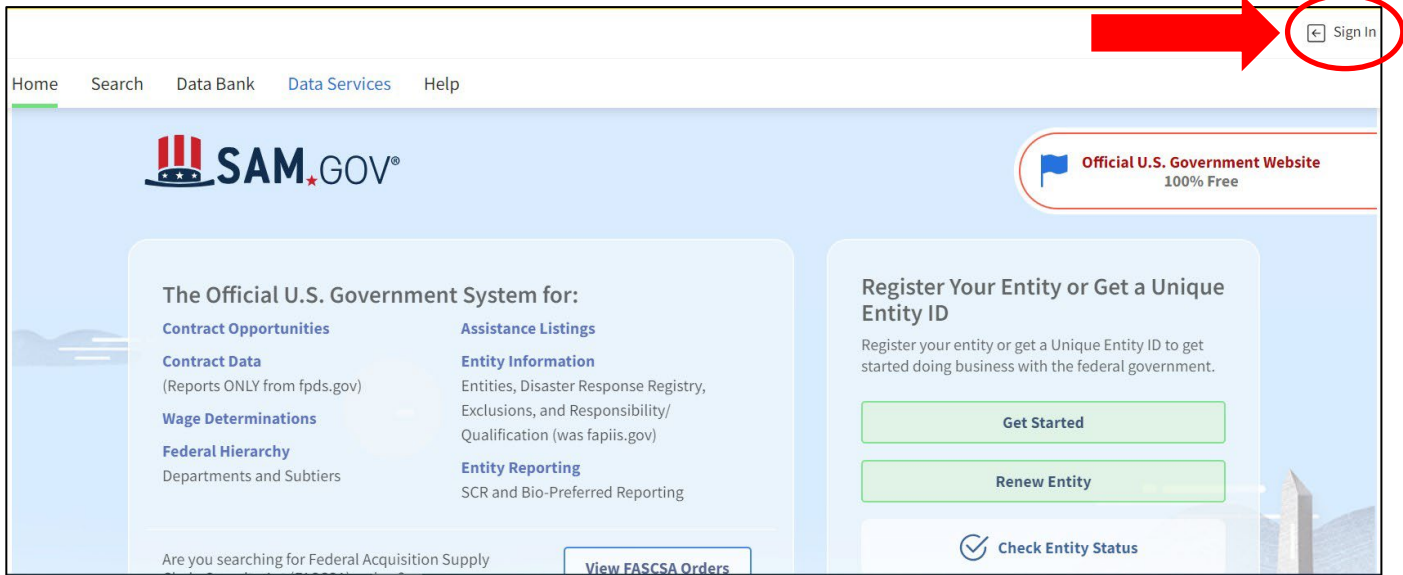 Sign In
Home Search Data Bank Data Services Help
SAM.GOV®
Official U.S. Government Website
100% Free
The Official U.S. Government System for:
Contract Opportunities
Contract Data
(Reports ONLY from fpds.gov)
Wage Determinations
Federal Hierarchy
Departments and Subtiers
Assistance Listings
Entity Information
Entities, Disaster Response Registry,
Exclusions, and Responsibility/
Qualification (was fapiis.gov)
Entity Reporting
SCR and Bio-Preferred Reporting
Are you searching for Federal Acquisition Supply
View FASCSA Orders
Register Your Entity or Get a Unique
Entity ID
Register your entity or get a Unique Entity ID to get
started doing business with the federal government.
Get Started
Renew Entity
Check Entity Status